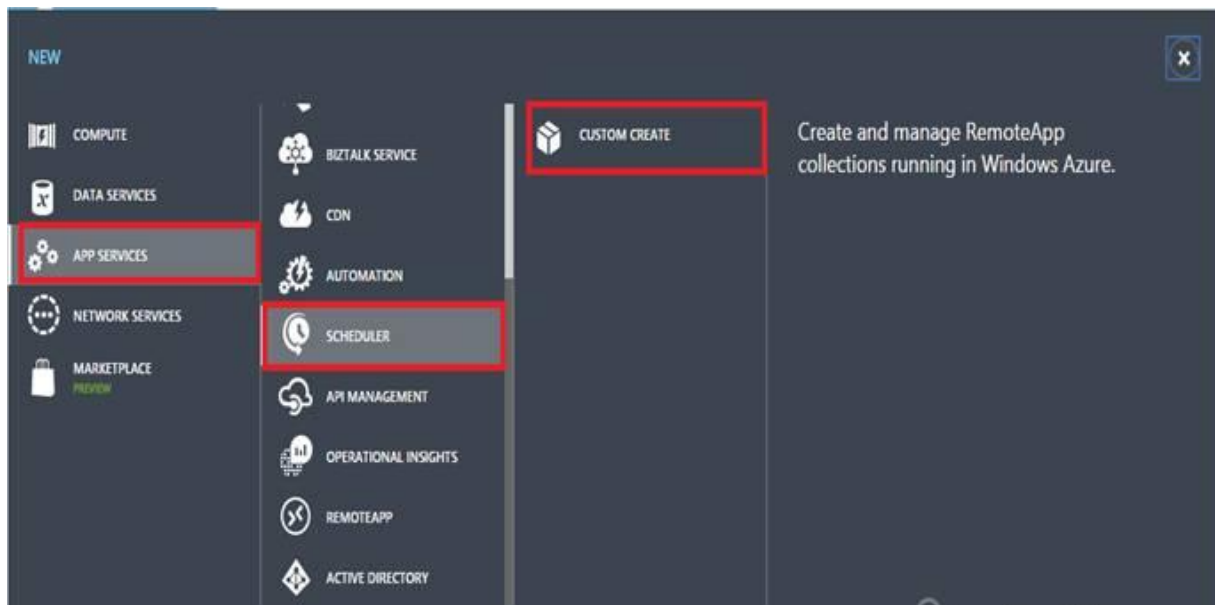 NEW
COMPUTE
DATA SERVICES
APP SERVICES
NETWORK SERVICES
MARKETPLACE
PREVIEW
BIZTALK SERVICE
CDN
AUTOMATION
SCHEDULER
API MANAGEMENT
OPERATIONAL INSIGHTS
REMOTEAPP
ACTIVE DIRECTORY
CUSTOM CREATE
Create and manage RemoteApp
collections running in Windows Azure.